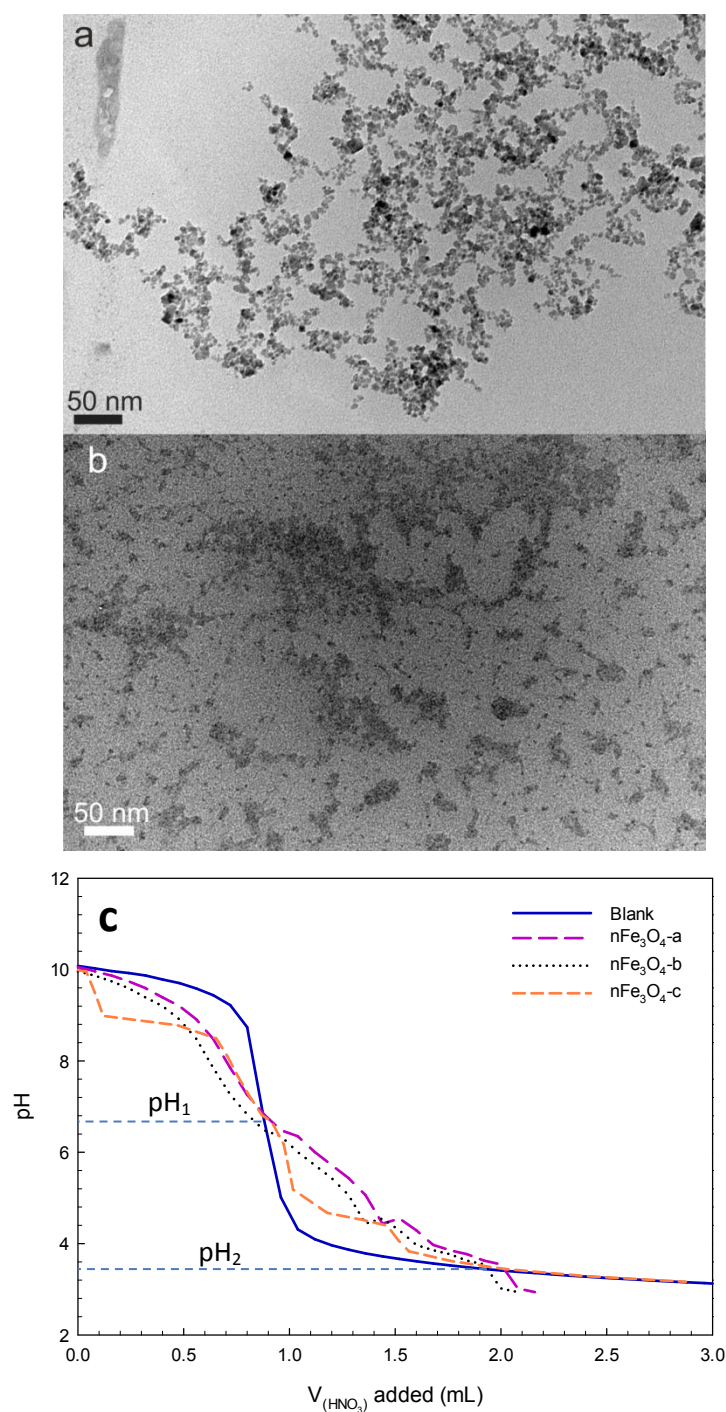 a
50 nm
b
50 nm
c
Blank
nFe₃O₄-a
nFe₃O₄-b
nFe₃O₄-c
pH₁
pH₂
pH
12
10
8
6
4
2
0.0 0.5 1.0 1.5 2.0 2.5 3.0
V(HNO₃) added (mL)